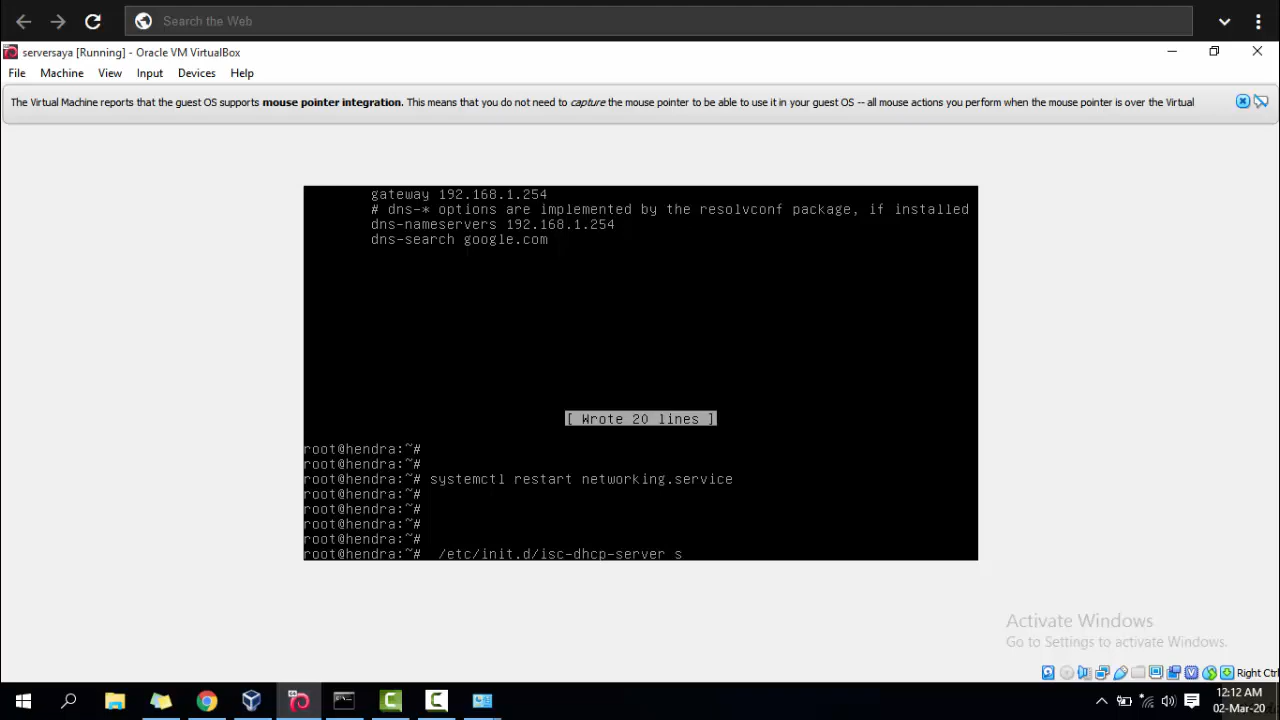 Search the Web
serversaya [Running] - Oracle VM VirtualBox
File Machine View Input Devices Help
The Virtual Machine reports that the guest OS supports mouse pointer integration. This means that you do not need to capture the mouse pointer to be able to use it in your guest OS -- all mouse actions you perform when the mouse pointer is over the Virtual
gateway 192.168.1.254
# dns-* options are implemented by the resolvconf package, if installed
dns-nameservers 192.168.1.254
dns-search google.com
[ Wrote 20 lines ]
root@hendra:~#
root@hendra:~#
root@hendra:~# systemctl restart networking.service
root@hendra:~#
root@hendra:~#
root@hendra:~#
root@hendra:~#
root@hendra:~#  /etc/init.d/isc-dhcp-server s
Activate Windows
Go to Settings to activate Windows.
Right Ctrl
12:12 AM
02-Mar-20